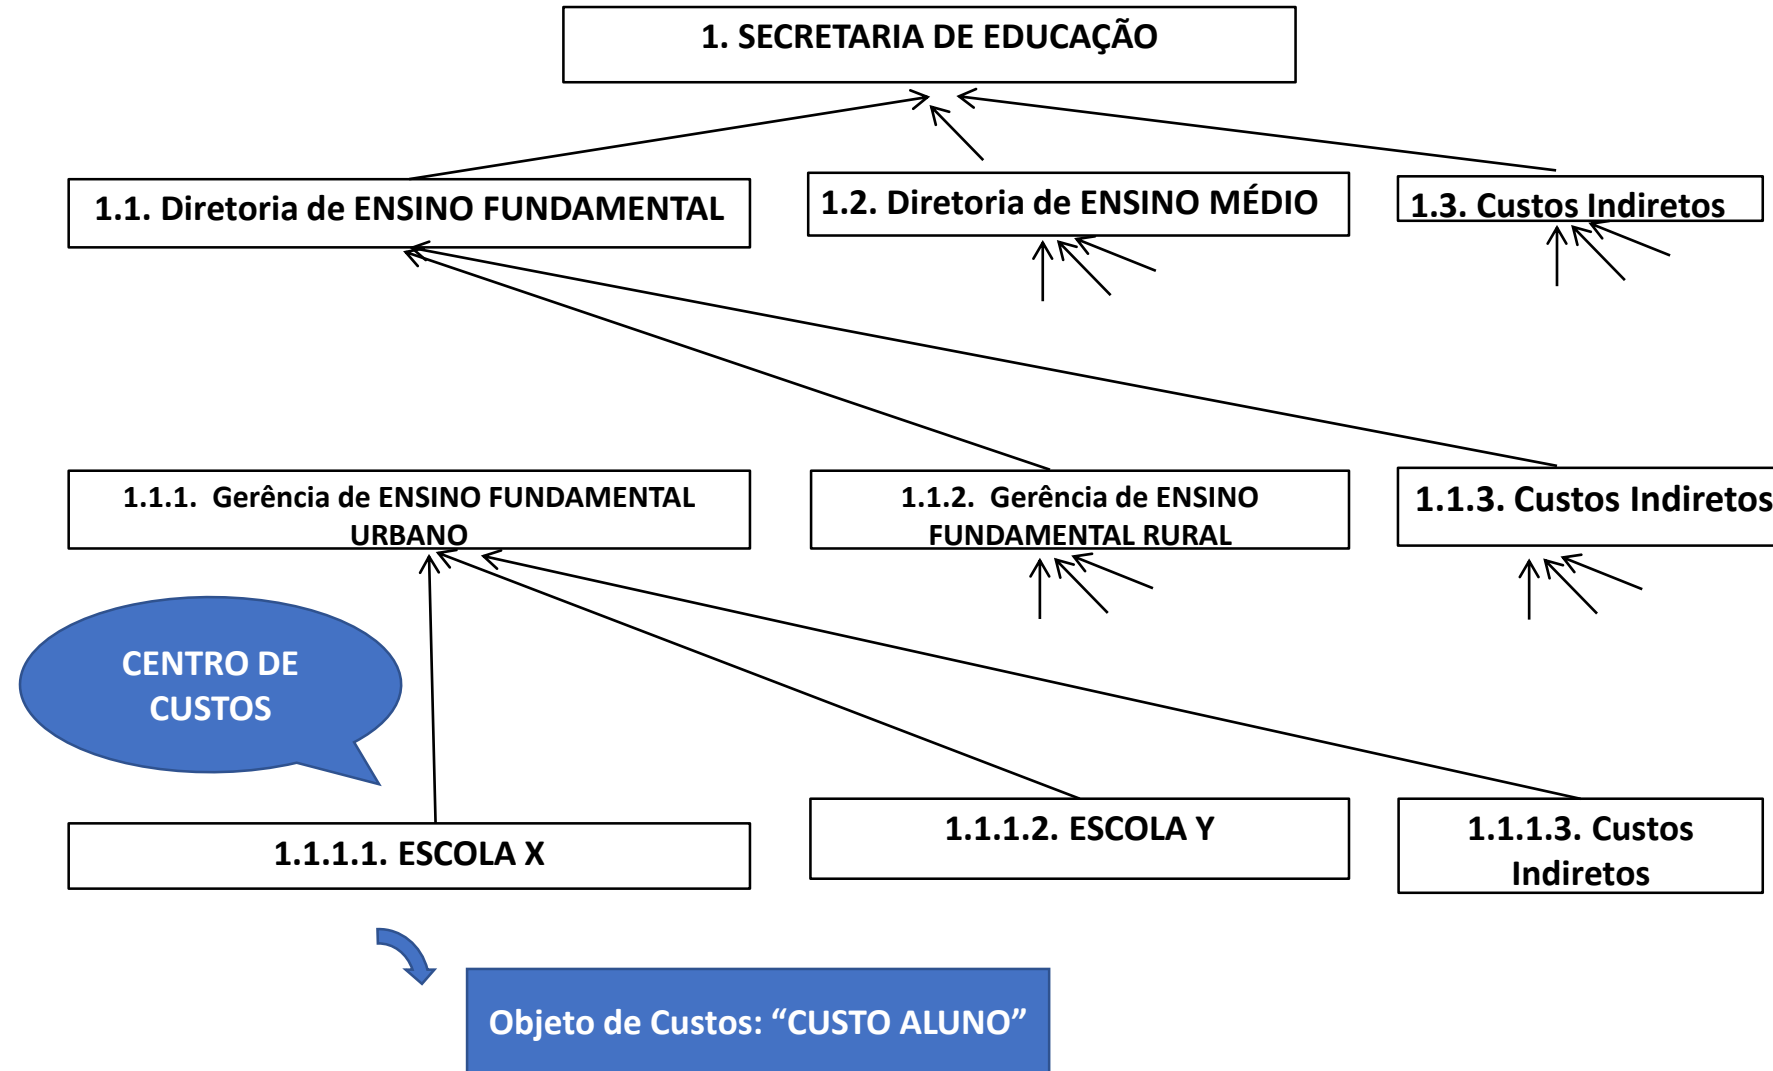 1. SECRETARIA DE EDUCAÇÃO
1.1. Diretoria de ENSINO FUNDAMENTAL
1.2. Diretoria de ENSINO MÉDIO
1.3. Custos Indiretos
1.1.1. Gerência de ENSINO FUNDAMENTAL
URBANO
1.1.2. Gerência de ENSINO
FUNDAMENTAL RURAL
1.1.3. Custos Indiretos
CENTRO DE
CUSTOS
1.1.1.1. ESCOLA X
1.1.1.2. ESCOLA Y
1.1.1.3. Custos
Indiretos
Objeto de Custos: “CUSTO ALUNO”